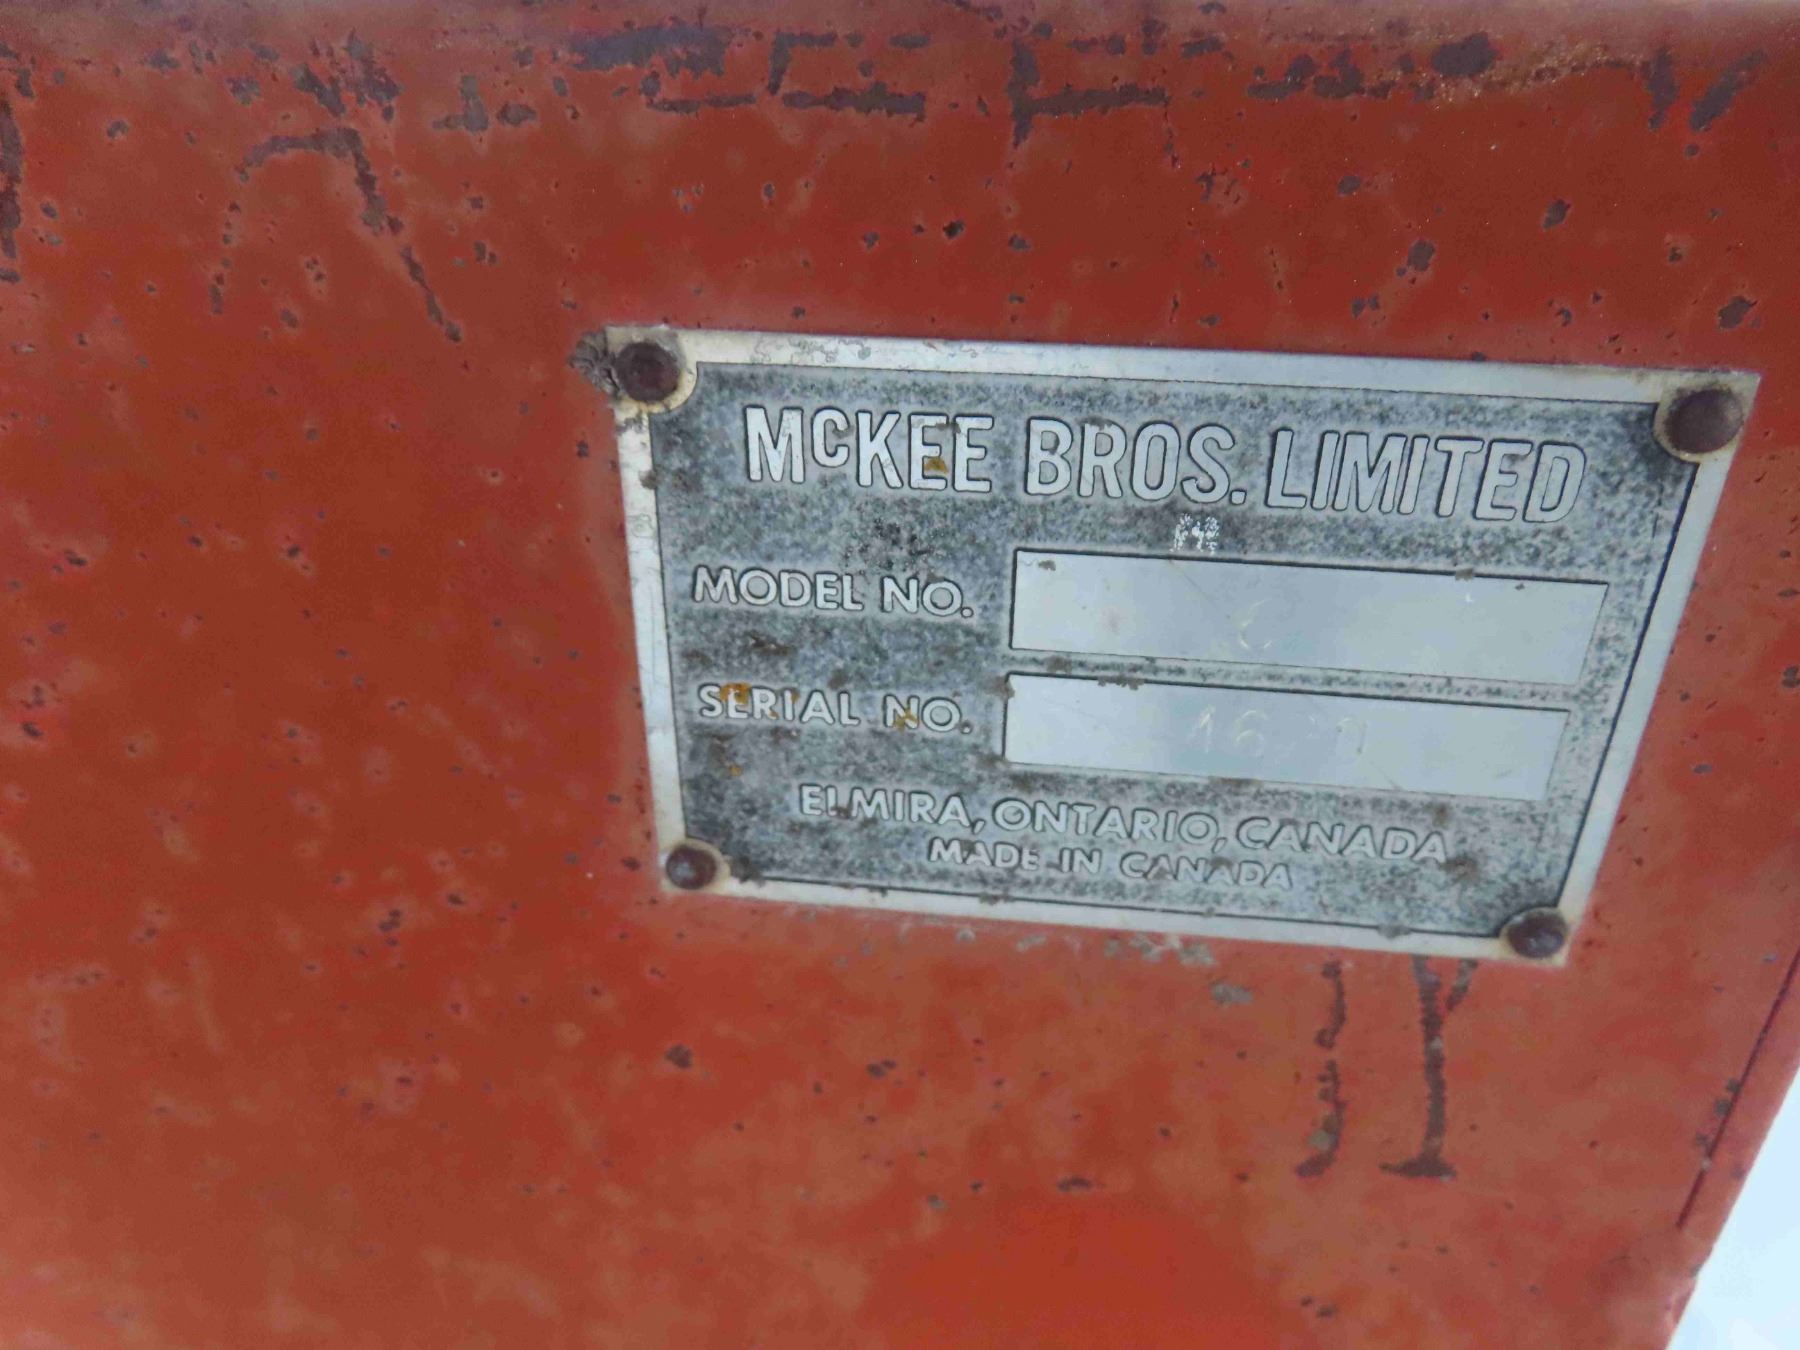 McKEE BROS. LIMITED
MODEL NO.
SERIAL NO.
ELMIRA, ONTARIO, CANADA
MADE IN CANADA